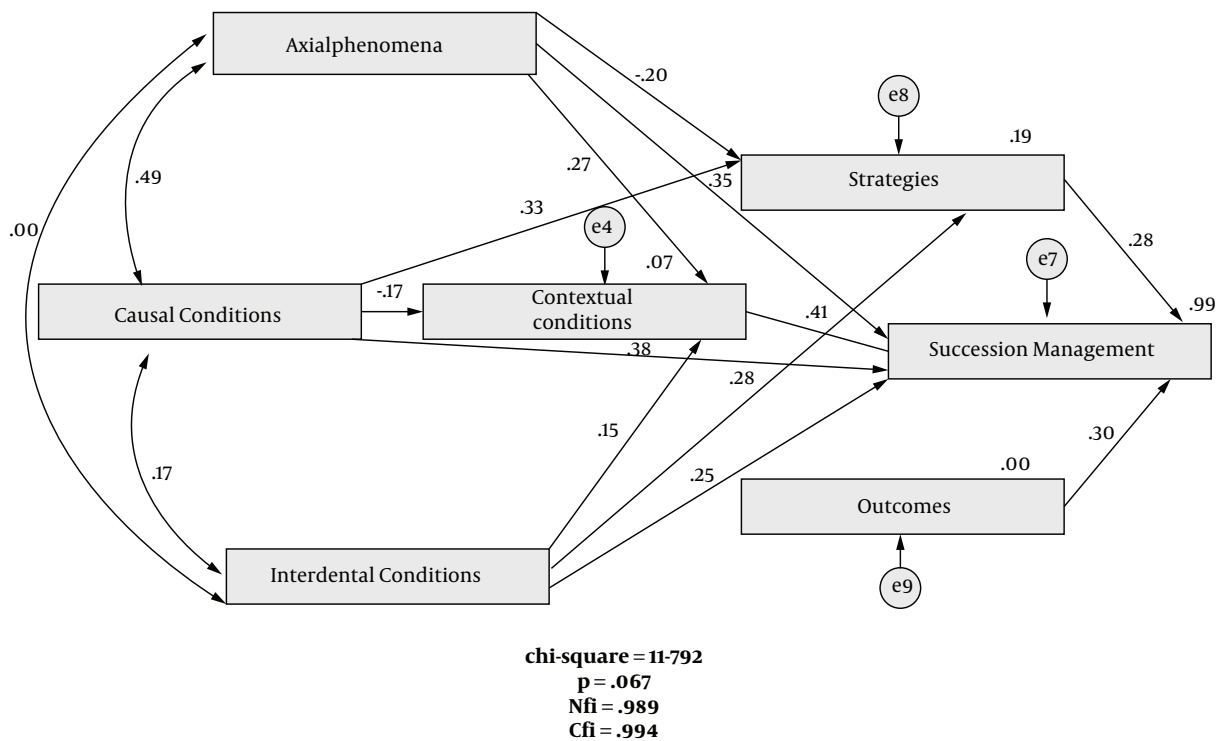 Axialphenomena
-.20
e8
.19
.49
.27
.35
Strategies
.00
.33
e4
.28
.07
e7
-.17
Contextual
conditions
.41
.99
Causal Conditions
.38
Succession Management
.28
.15
.30
.17
.25
.00
Outcomes
Interdental Conditions
e9
chi-square = 11-792
p = .067
Nfi = .989
Cfi = .994